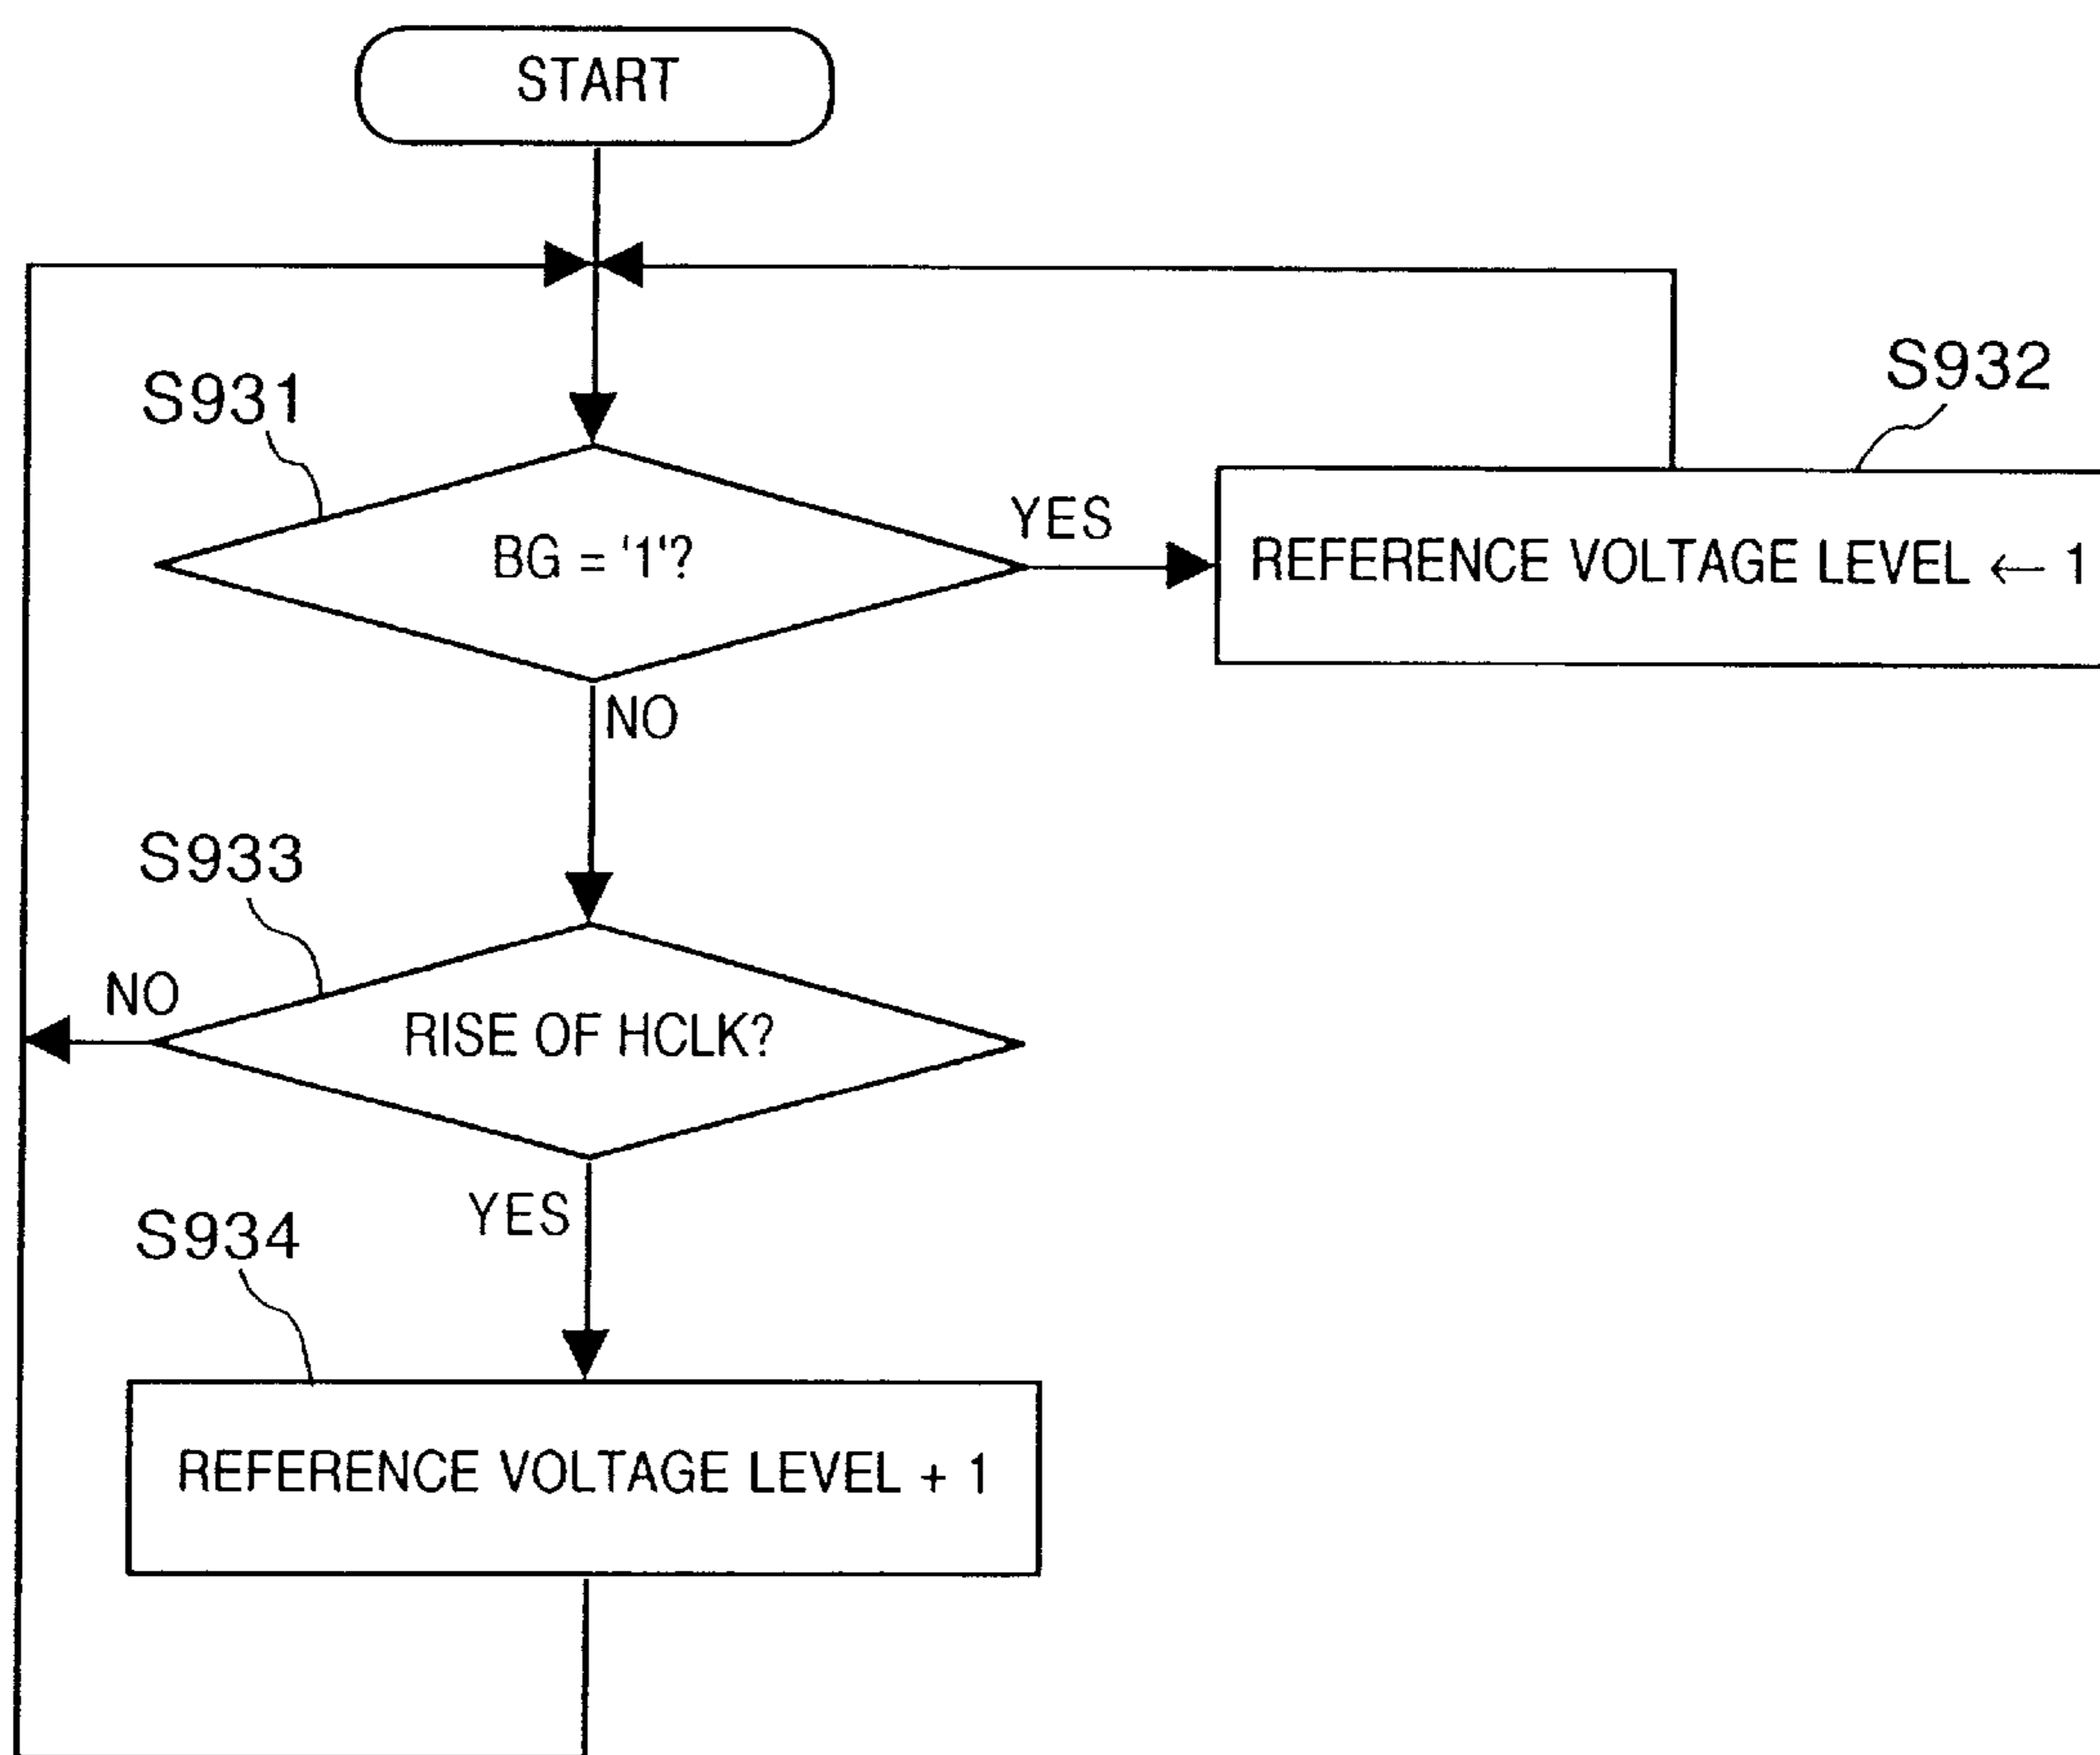 START
S931
S932
BG = '1'?
YES
REFERENCE VOLTAGE LEVEL ← 1
NO
S933
NO
RISE OF HCLK?
YES
S934
REFERENCE VOLTAGE LEVEL + 1